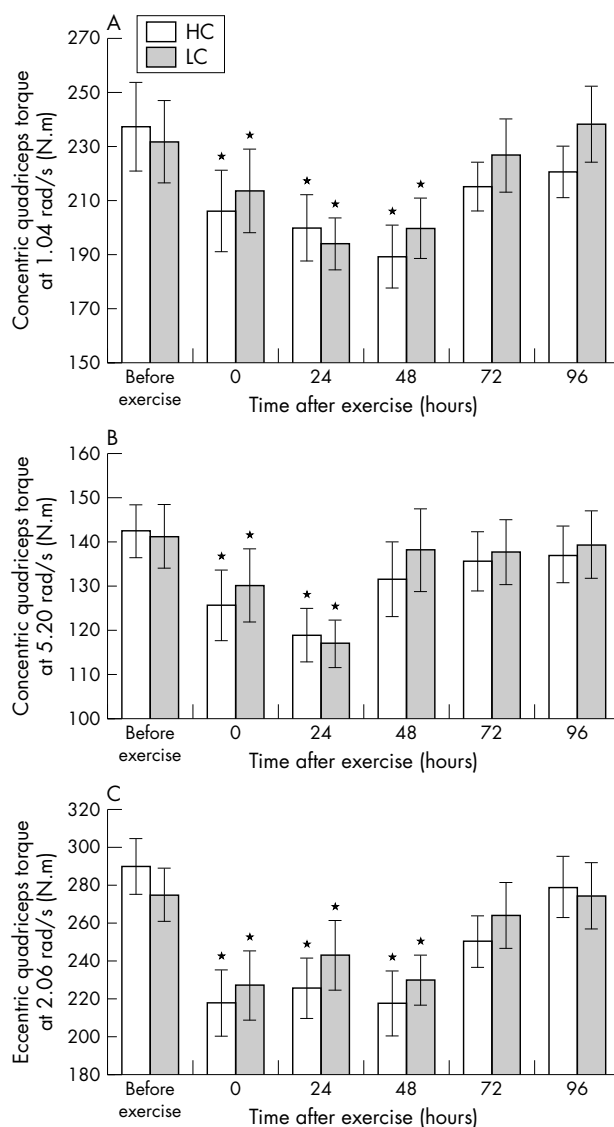 A
HC
LC
Concentric quadriceps torque
at 1.04 rad/s (N.m)
270
250
230
210
190
170
150
★ ★ ★ ★ ★ ★
Before
exercise
0 24 48 72 96
Time after exercise (hours)
B
Concentric quadriceps torque
at 5.20 rad/s (N.m)
160
150
140
130
120
110
100
★ ★ ★ ★
Before
exercise
0 24 48 72 96
Time after exercise (hours)
C
Eccentric quadriceps torque
at 2.06 rad/s (N.m)
320
300
280
260
240
220
200
180
★ ★ ★ ★ ★ ★
Before
exercise
0 24 48 72 96
Time after exercise (hours)